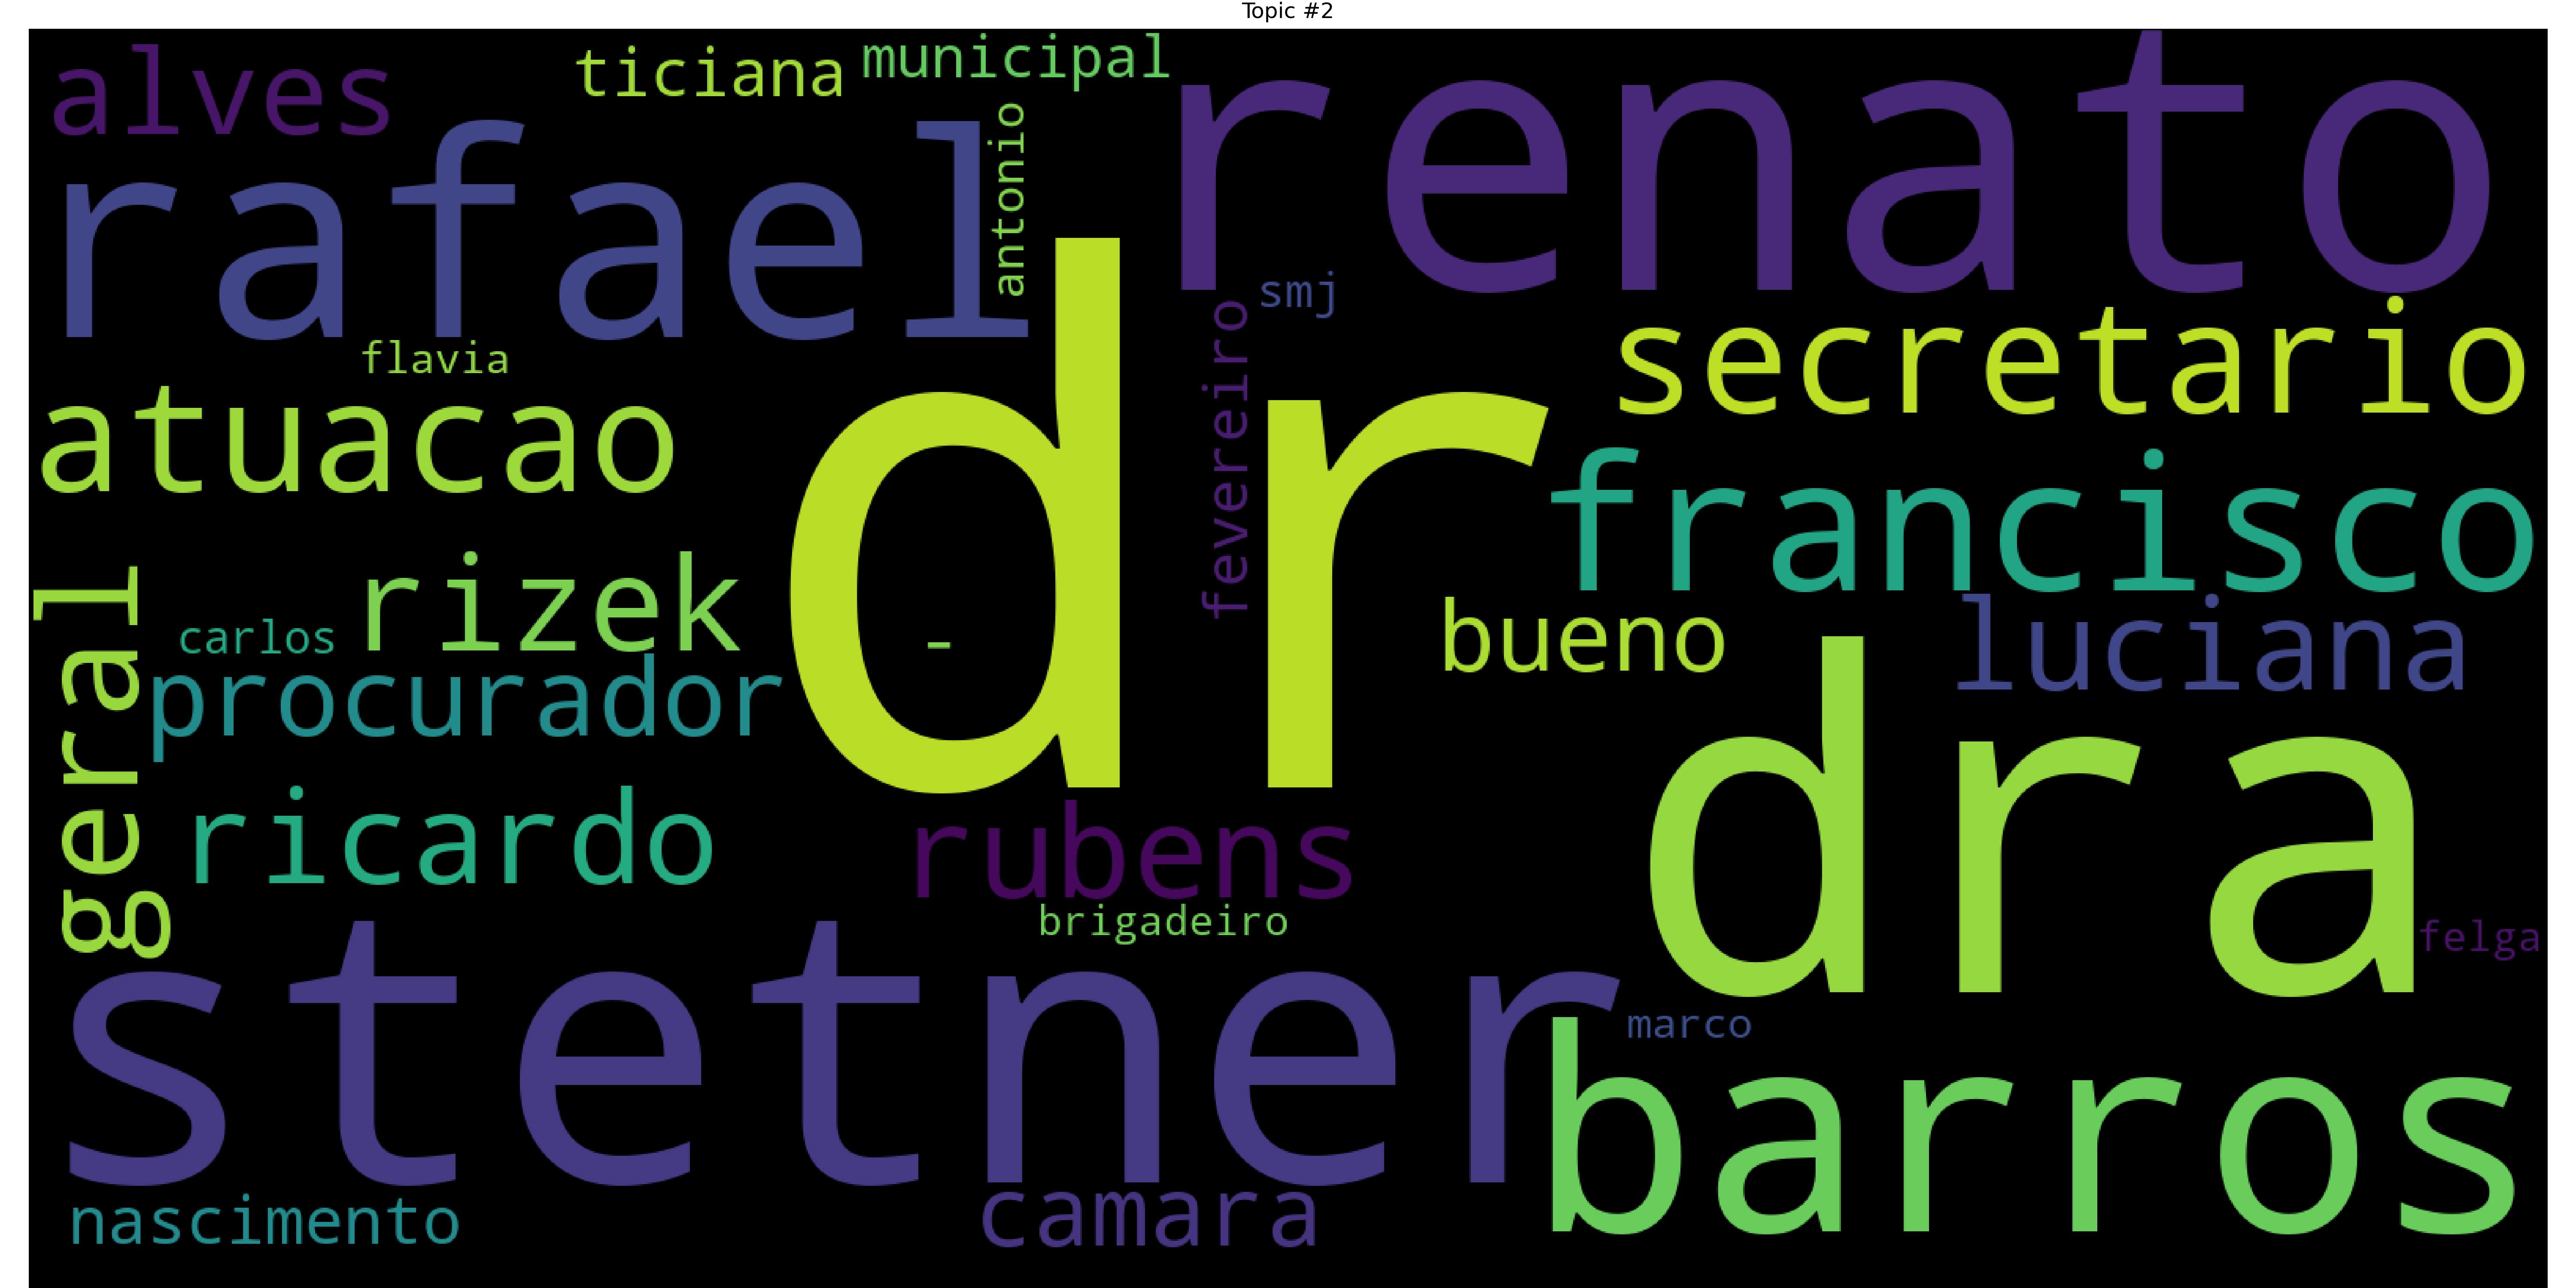 Topic #2
alves
ticiana
municipal
renato
rafael
antonio
smj
fevereiro
secretario
flavia
atuacao
dr
-
francisco
geral
rizek
carlos
bueno
luciana
procurador
dra
ricardo
rubens
brigadeiro
felga
stetner
marco
barros
nascimento
camara